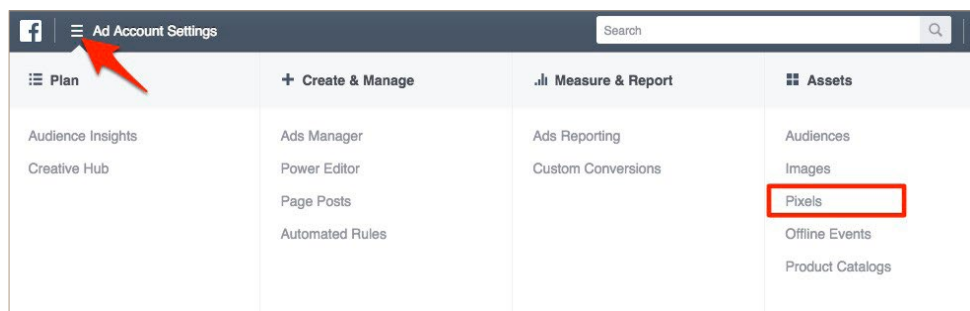 f Ad Account Settings Search
Plan
Audience Insights
Creative Hub
Create & Manage
Ads Manager
Power Editor
Page Posts
Automated Rules
Measure & Report
Ads Reporting
Custom Conversions
Assets
Audiences
Images
Pixels
Offline Events
Product Catalogs